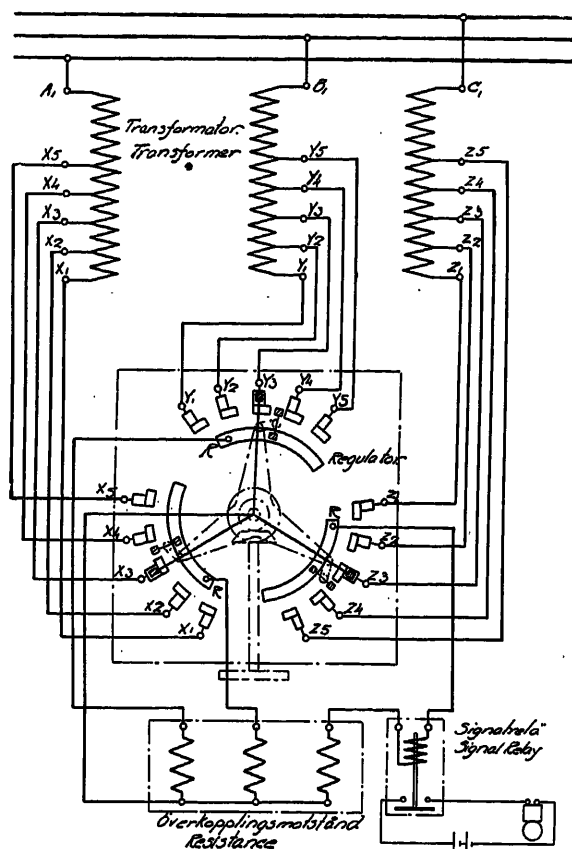 A1
B1
C1
Transformator
Transformer
X5
X4
X3
X2
X1
Y5
Y4
Y3
Y2
Y1
Z5
Z4
Z3
Z2
Z1
Y1
Y2
Y3
Y4
Y5
R
Regulator
X5
X4
X3
X2
X1
R
R
Z1
Z2
Z3
Z4
Z5
Signalrelä
Signal Relay
Överkopplingsmotstånd
Resistance